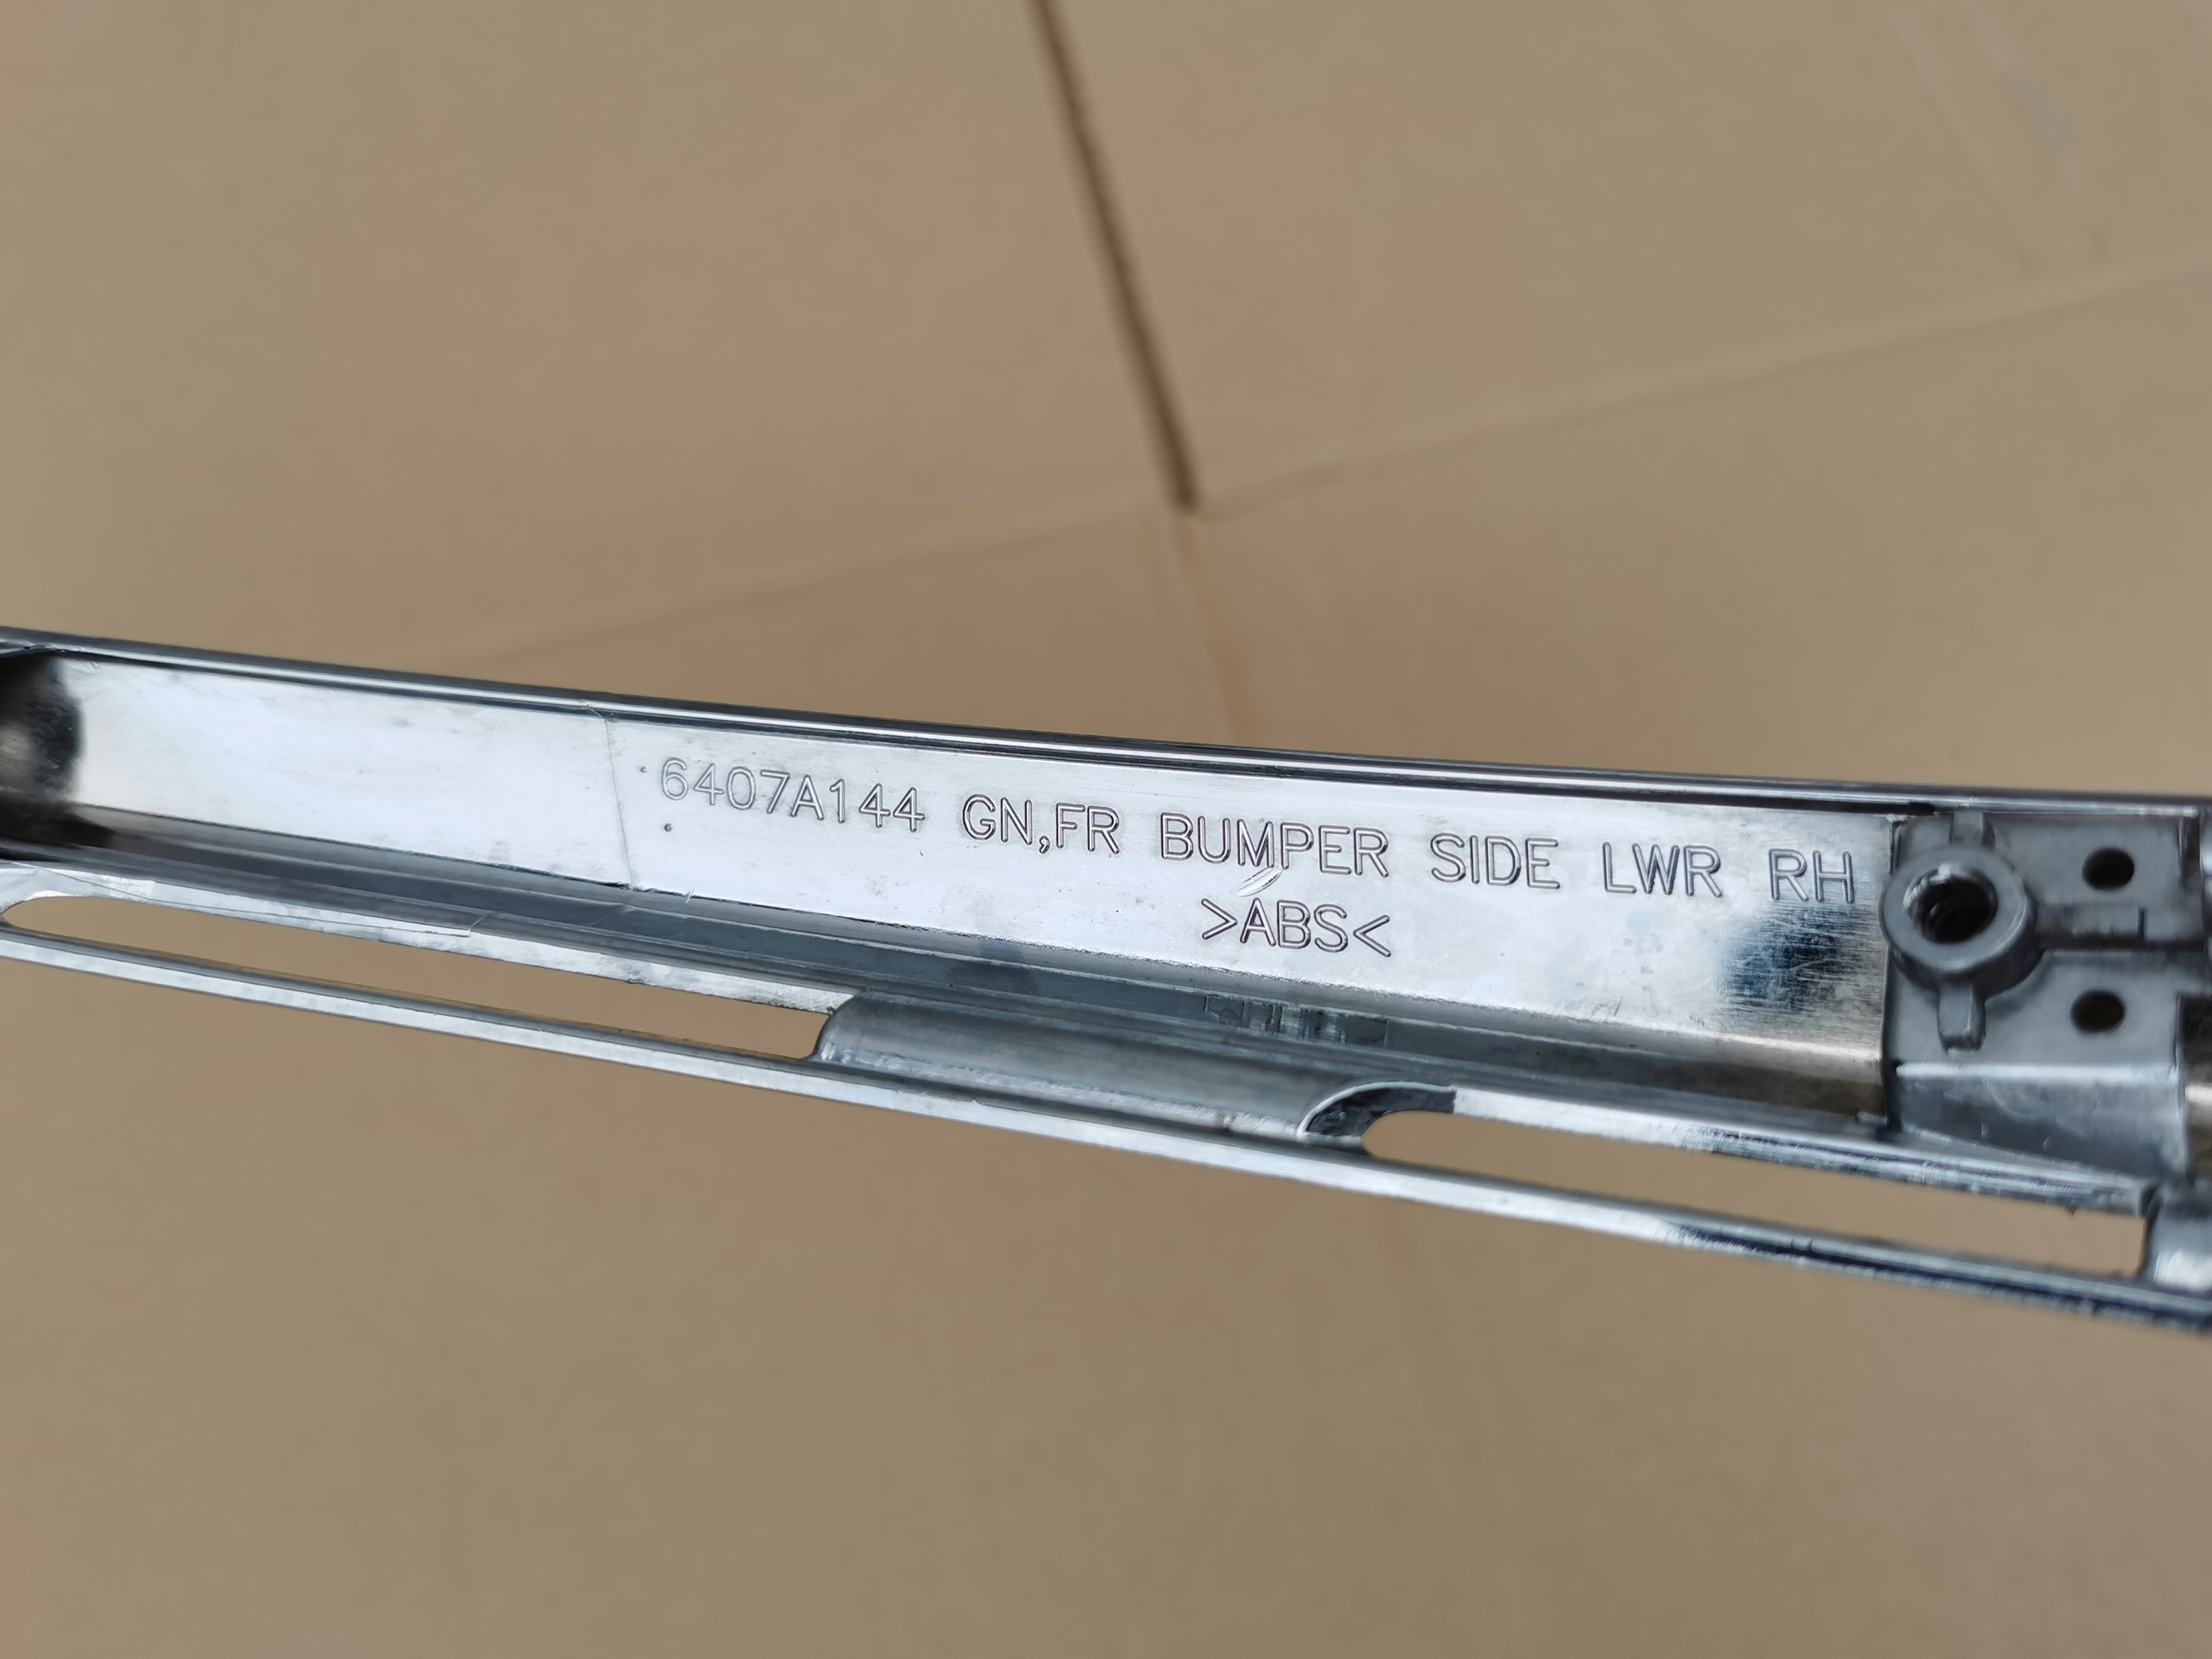 6407A144 GN,FR BUMPER SIDE LWR RH
>ABS<